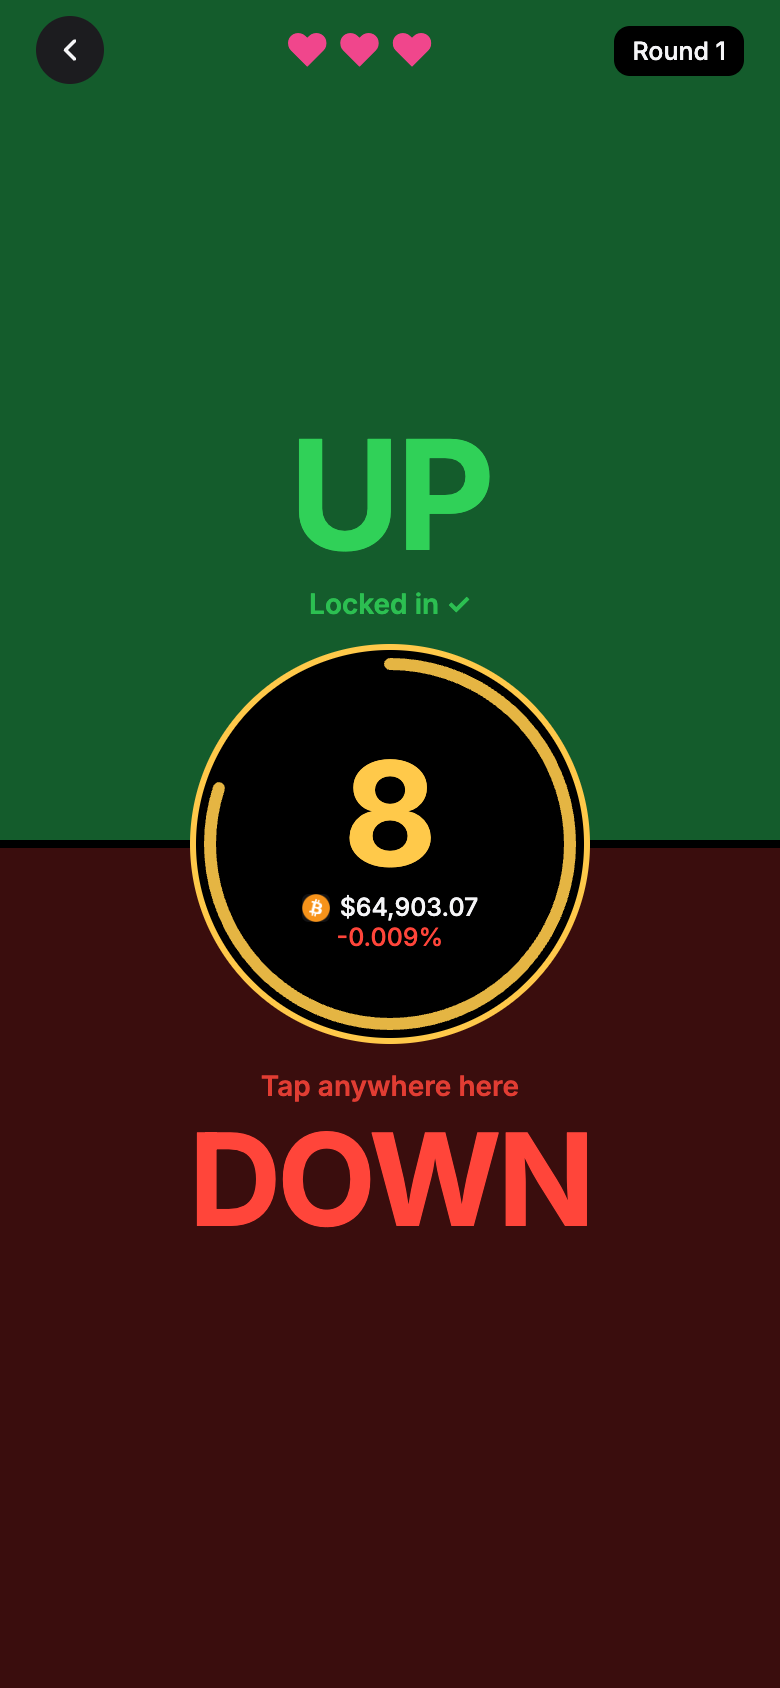 Round 1
UP
Locked in ✓
8
$64,903.07
-0.009%
Tap anywhere here
DOWN